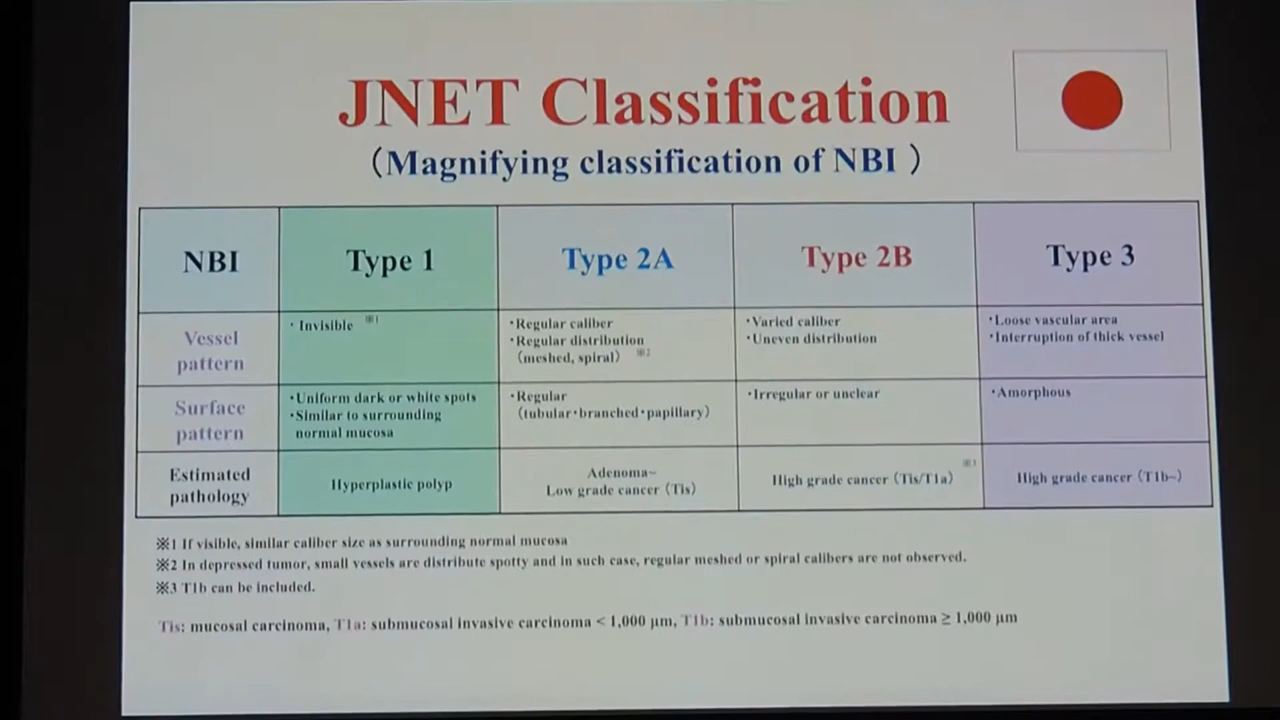 JNET Classification
(Magnifying classification of NBI )
NBI
Type 1
Type 2A
Type 2B
Type 3
Vessel
pattern
・Invisible ※1
・Regular caliber
・Regular distribution
(meshed, spiral) ※2
・Varied caliber
・Uneven distribution
・Loose vascular area
・Interruption of thick vessel
Surface
pattern
・Uniform dark or white spots
・Similar to surrounding
normal mucosa
・Regular
(tubular・branched・papillary)
・Irregular or unclear
・Amorphous
Estimated
pathology
Hyperplastic polyp
Adenoma~
Low grade cancer (Tis)
High grade cancer (Tis/T1a) ※3
High grade cancer (T1b~)
※1 If visible, similar caliber size as surrounding normal mucosa
※2 In depressed tumor, small vessels are distribute spotty and in such case, regular meshed or spiral calibers are not observed.
※3 T1b can be included.
Tis: mucosal carcinoma, T1a: submucosal invasive carcinoma < 1,000 μm, T1b: submucosal invasive carcinoma ≥ 1,000 μm